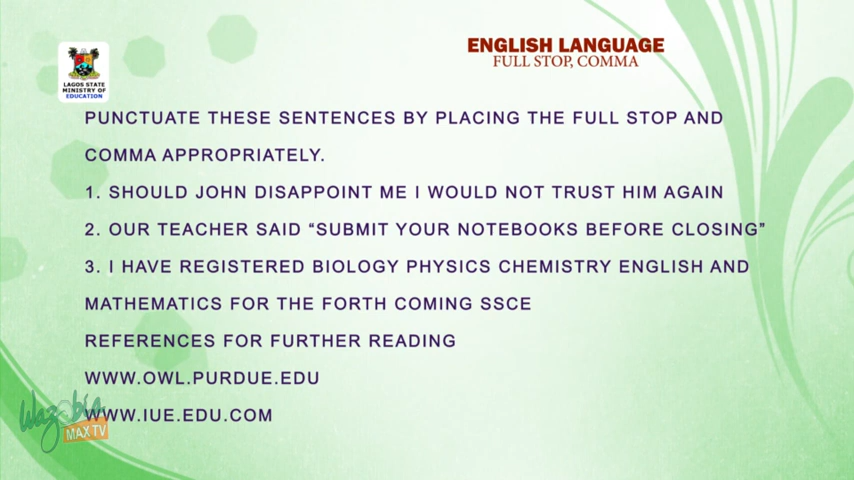 ENGLISH LANGUAGE
FULL STOP, COMMA
LAGOS STATE
MINISTRY OF
EDUCATION
PUNCTUATE THESE SENTENCES BY PLACING THE FULL STOP AND
COMMA APPROPRIATELY.
1. SHOULD JOHN DISAPPOINT ME I WOULD NOT TRUST HIM AGAIN
2. OUR TEACHER SAID “SUBMIT YOUR NOTEBOOKS BEFORE CLOSING”
3. I HAVE REGISTERED BIOLOGY PHYSICS CHEMISTRY ENGLISH AND
MATHEMATICS FOR THE FORTH COMING SSCE
REFERENCES FOR FURTHER READING
WWW.OWL.PURDUE.EDU
WWW.IUE.EDU.COM
Wazobia
MAX TV